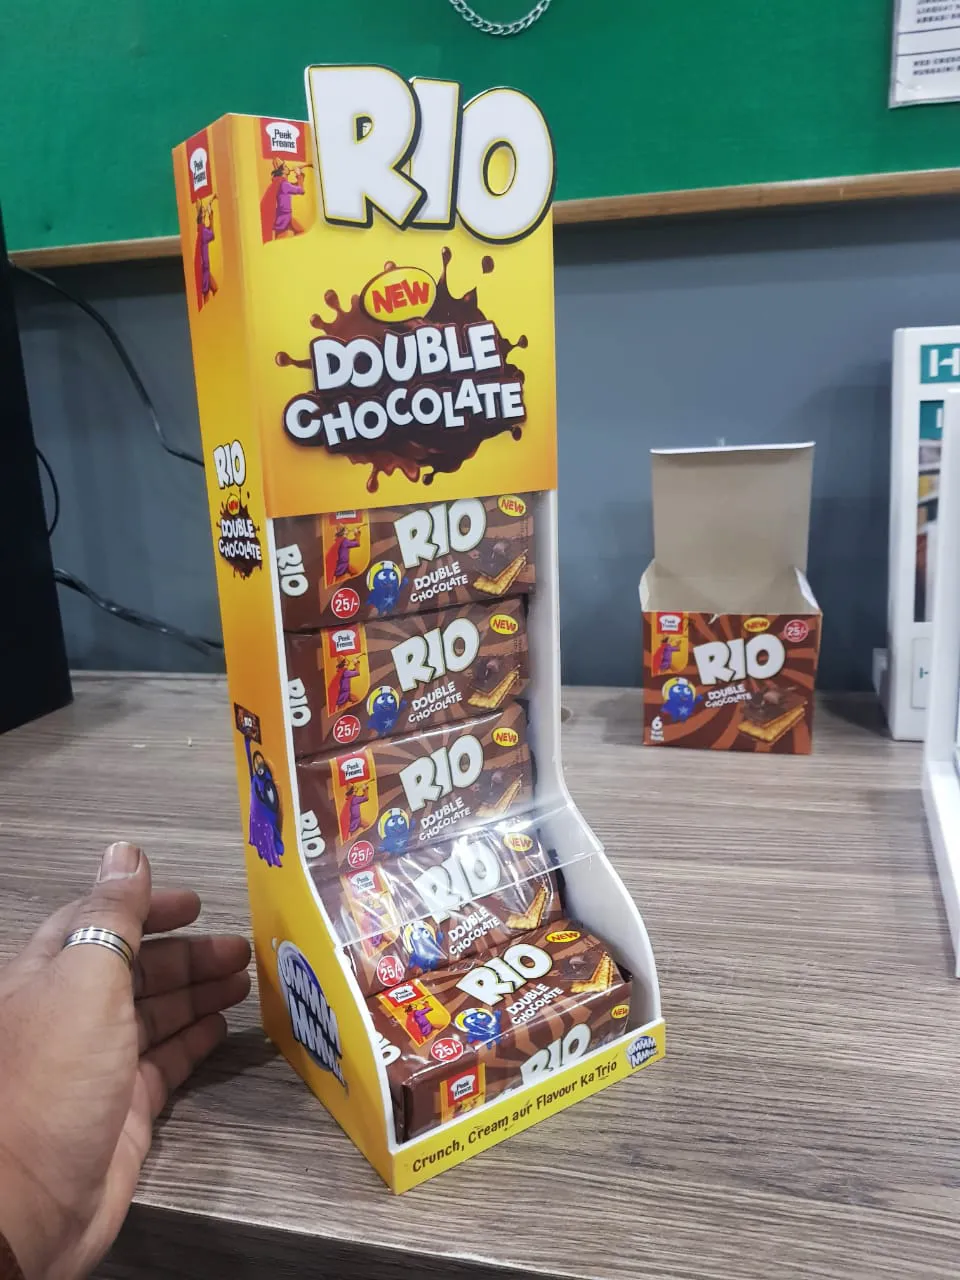 RIO
Peek
Freans
Peek
Freans
NEW
DOUBLE
CHOCOLATE
RIO
NEW
DOUBLE
CHOCOLATE
NEW
RIO
DOUBLE
CHOCOLATE
RIO
Rs.
25/-
Peek
Freans
NEW
RIO
DOUBLE
CHOCOLATE
RIO
25/-
Peek
Freans
NEW
RIO
DOUBLE
CHOCOLATE
RIO
25/-
Peek
Freans
NEW
RIO
DOUBLE
CHOCOLATE
25/-
NEW
RIO
DOUBLE
CHOCOLATE
Peek
Freans
25/-
NEW
RIO
Peek
Freans
Crunch, Cream aur Flavour Ka Trio
Peek
Freans
NEW
25/-
RIO
DOUBLE
CHOCOLATE
6
H